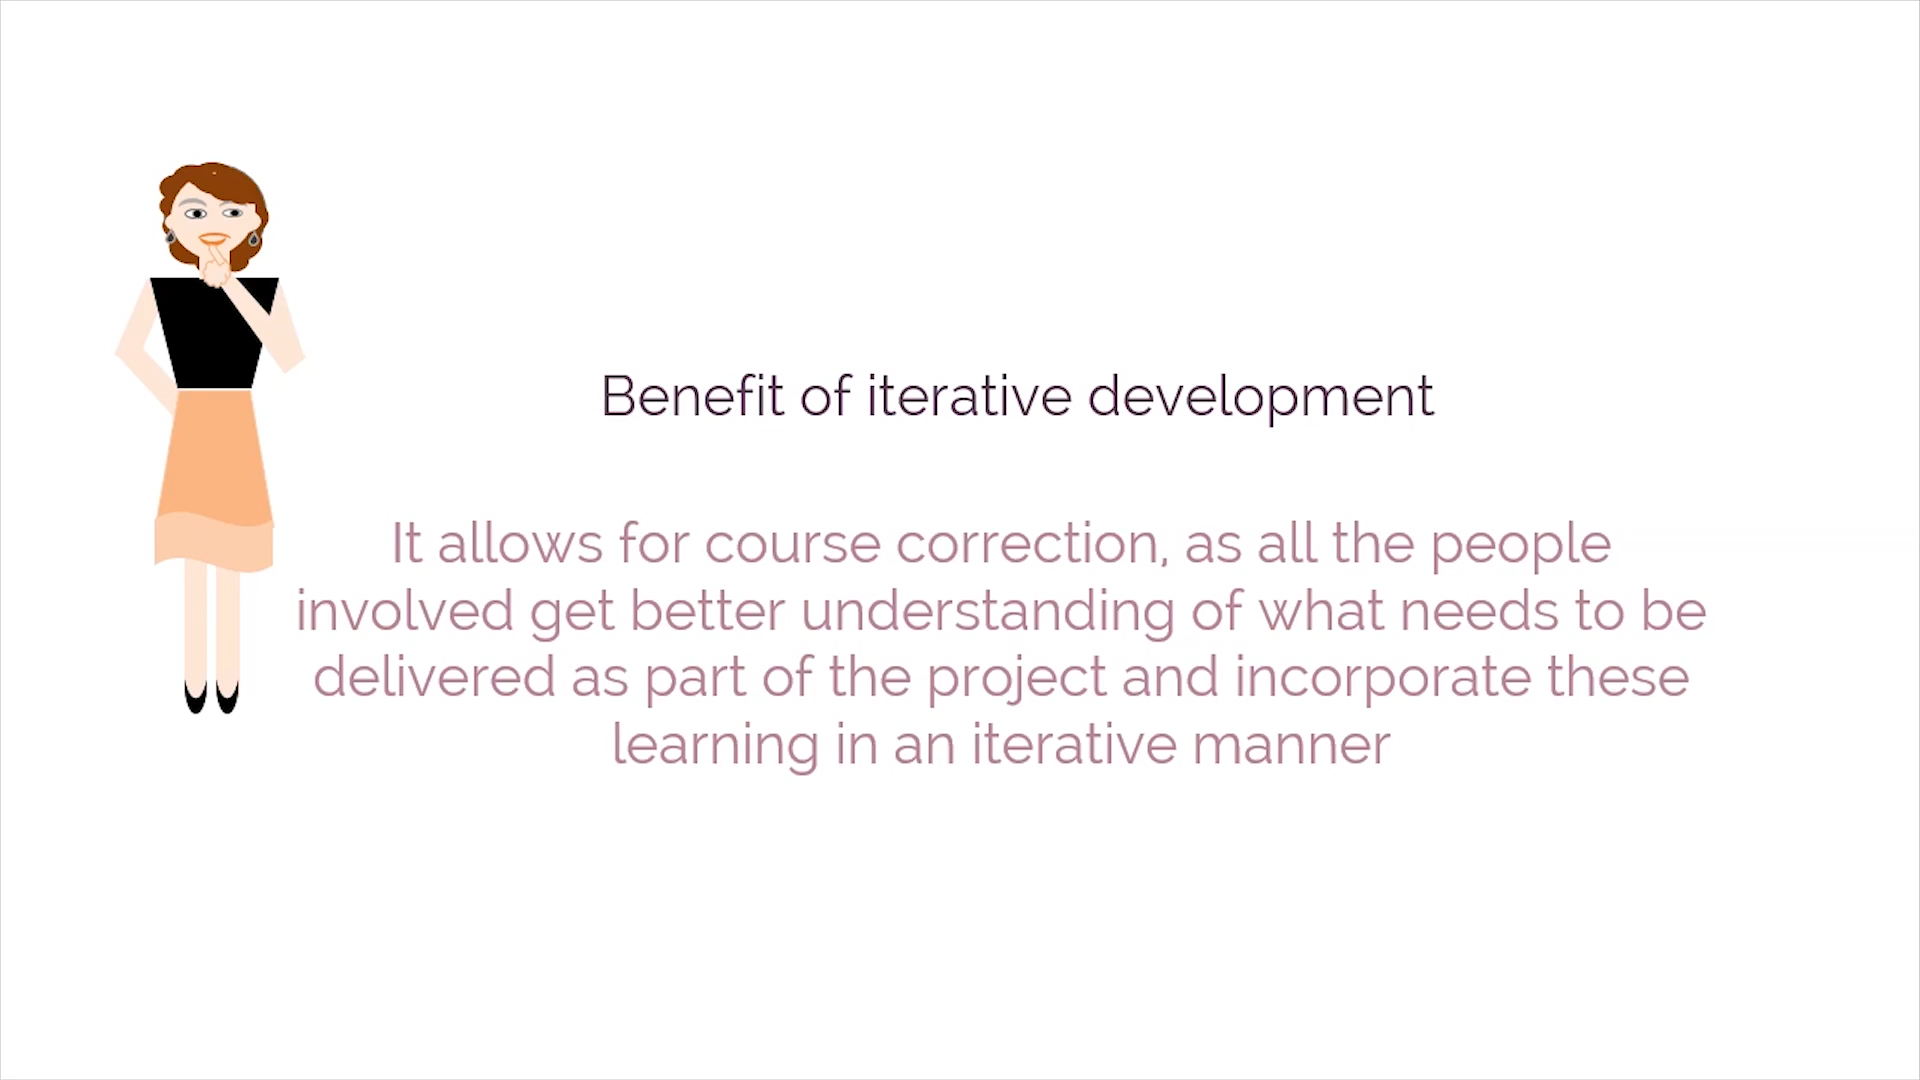 Benefit of iterative development
It allows for course correction, as all the people
involved get better understanding of what needs to be
delivered as part of the project and incorporate these
learning in an iterative manner